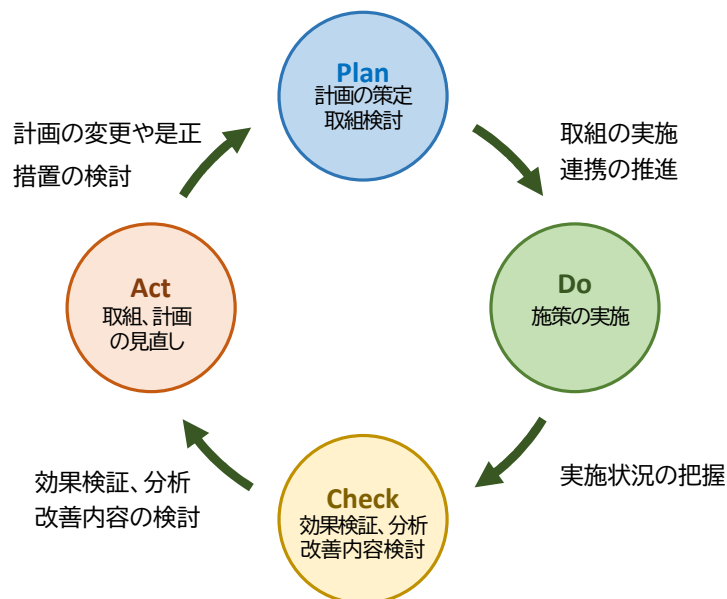 Plan
計画の策定
取組検討
取組の実施
連携の推進
Do
施策の実施
実施状況の把握
Check
効果検証、分析
改善内容検討
効果検証、分析
改善内容の検討
Act
取組、計画
の見直し
計画の変更や是正
措置の検討